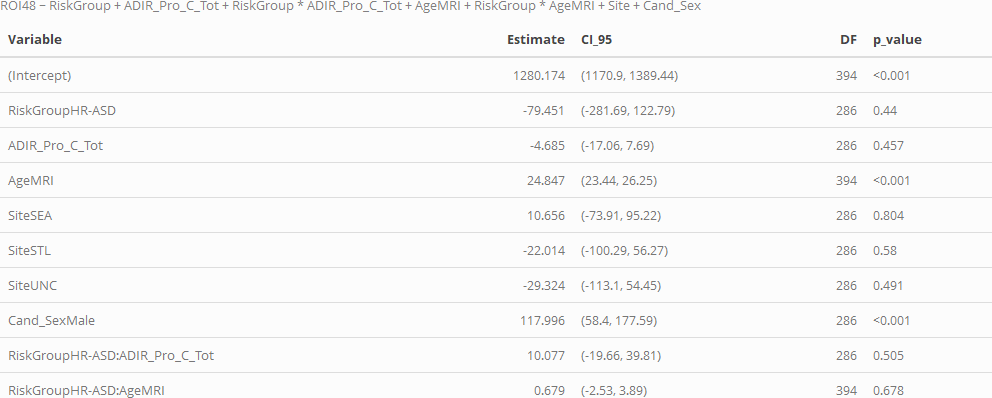 ROI48 ~ RiskGroup + ADIR_Pro_C_Tot + RiskGroup * ADIR_Pro_C_Tot + AgeMRI + RiskGroup * AgeMRI + Site + Cand_Sex
Variable Estimate CI_95 DF p_value
(Intercept) 1280.174 (1170.9, 1389.44) 394 <0.001
RiskGroupHR-ASD -79.451 (-281.69, 122.79) 286 0.44
ADIR_Pro_C_Tot -4.685 (-17.06, 7.69) 286 0.457
AgeMRI 24.847 (23.44, 26.25) 394 <0.001
SiteSEA 10.656 (-73.91, 95.22) 286 0.804
SiteSTL -22.014 (-100.29, 56.27) 286 0.58
SiteUNC -29.324 (-113.1, 54.45) 286 0.491
Cand_SexMale 117.996 (58.4, 177.59) 286 <0.001
RiskGroupHR-ASD:ADIR_Pro_C_Tot 10.077 (-19.66, 39.81) 286 0.505
RiskGroupHR-ASD:AgeMRI 0.679 (-2.53, 3.89) 394 0.678